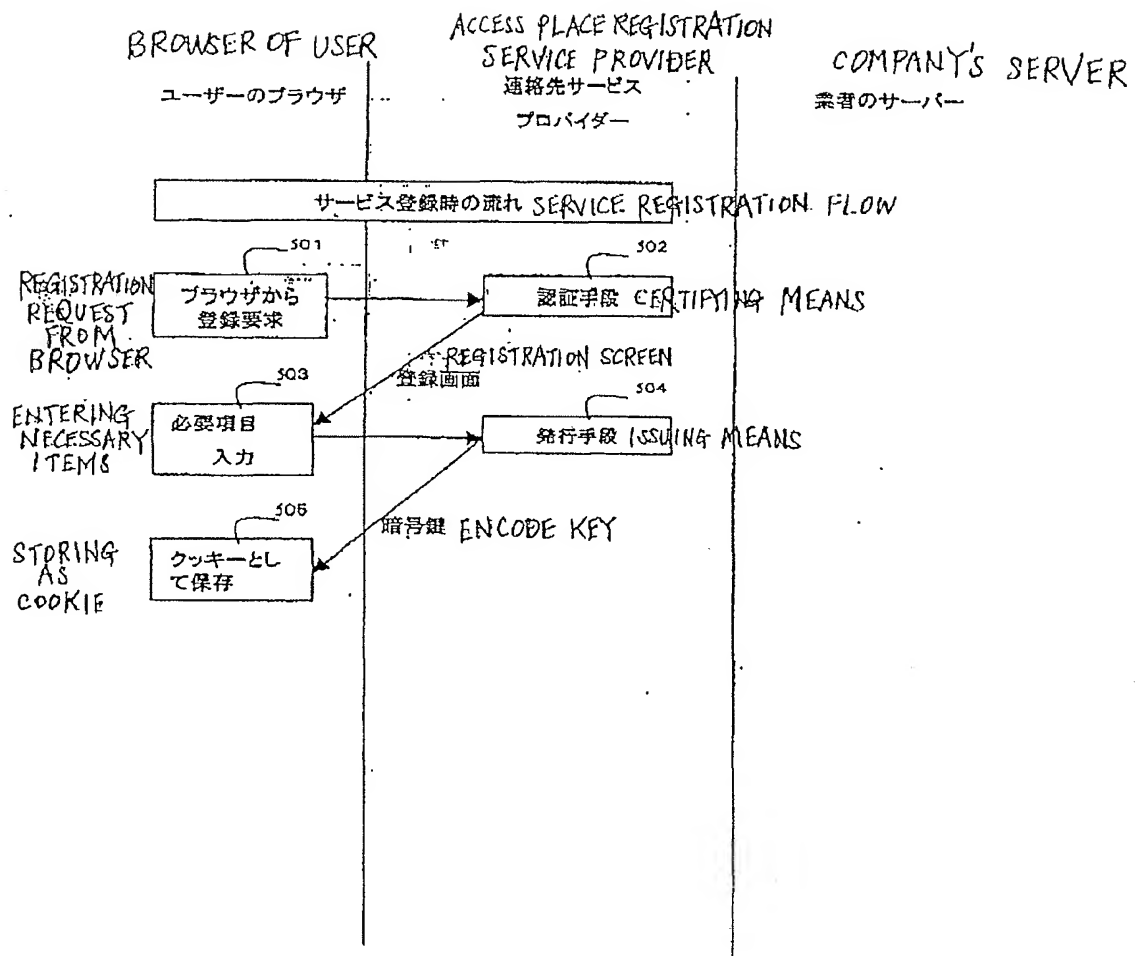 BROWSER OF USER
ユーザーのブラウザ
ACCESS PLACE REGISTRATION
SERVICE PROVIDER
連絡先サービス
プロバイダー
COMPANY'S SERVER
業者のサーバー
サービス登録時の流れ SERVICE REGISTRATION FLOW
501
502
REGISTRATION
REQUEST
FROM
BROWSER
ブラウザから
登録要求
認証手段 CERTIFYING MEANS
REGISTRATION SCREEN
登録画面
503
504
ENTERING
NECESSARY
ITEMS
必要項目
入力
発行手段 ISSUING MEANS
暗号鍵 ENCODE KEY
505
STORING
AS
COOKIE
クッキーとし
て保存